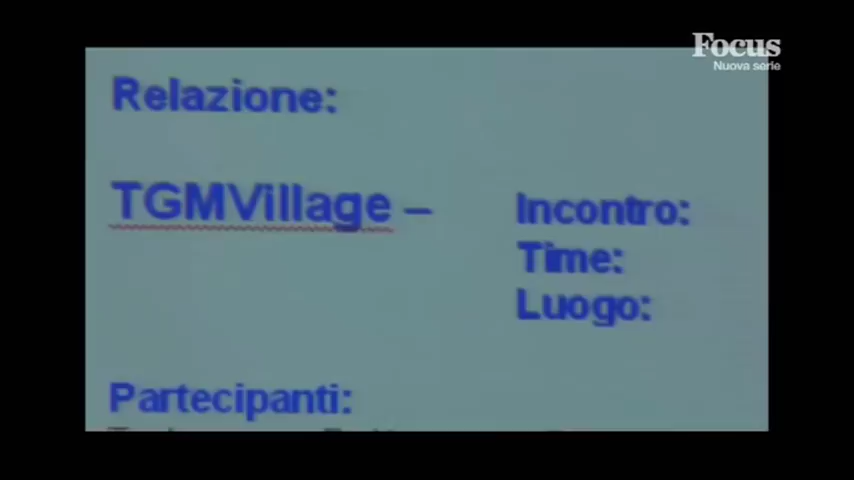 Focus
Nuova serie
Relazione:
TGMVillage –
Incontro:
Time:
Luogo:
Partecipanti: